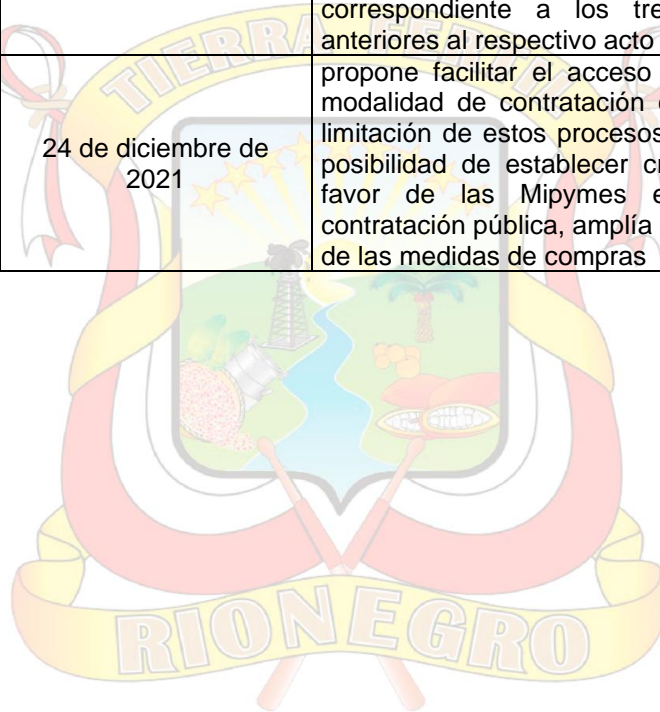 correspondiente a los tre
anteriores al respectivo acto
24 de diciembre de
2021
propone facilitar el acceso
modalidad de contratación
limitación de estos procesos
posibilidad de establecer
favor de las Mipymes
contratación pública, amplía
de las medidas de compras
TIERRA FERTIL
RIONEGRO